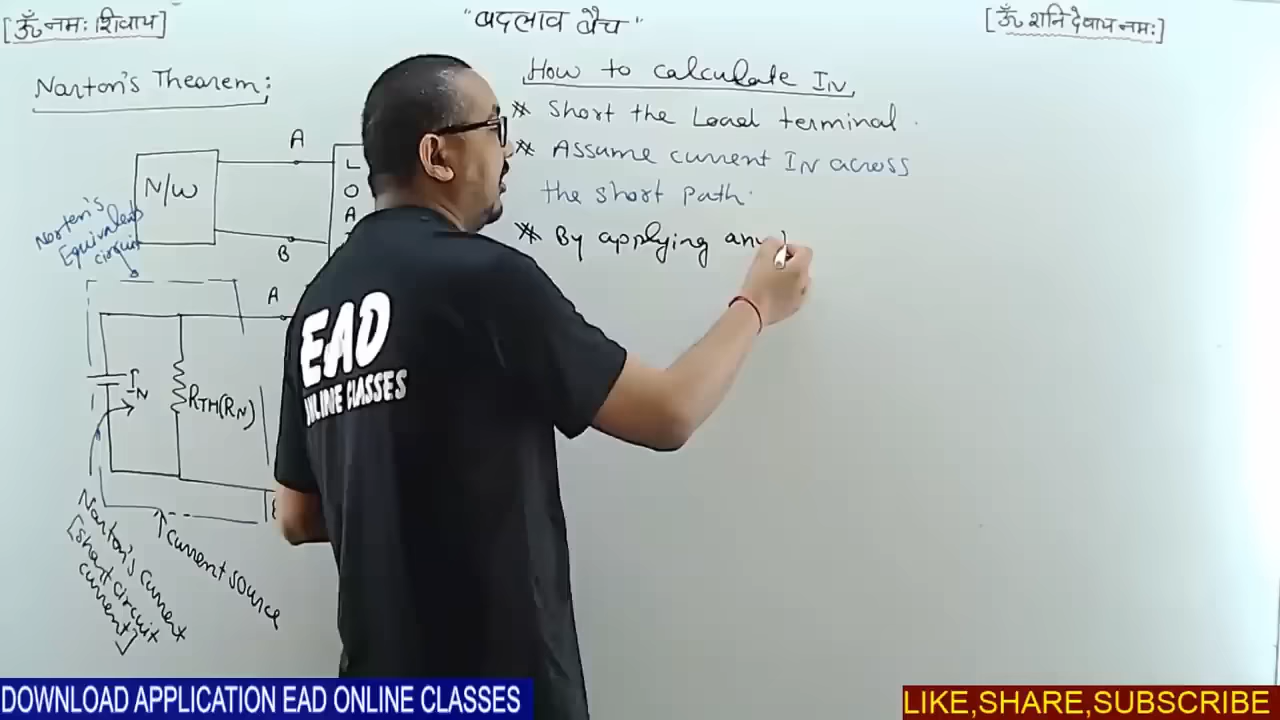 [ॐ नमः शिवाय]
"बदलाव बैच"
[ॐ शनि देवाय नमः]
Norton's Theorem:
A
N/W
B
L
O
A
Norton's
Equivalent
circuit
A
IN
RTH(RN)
Norton's current
[short circuit
current]
current source
How to calculate IN
* Short the Load terminal.
* Assume current IN across
the short path.
* By applying any
EAD
ONLINE CLASSES
DOWNLOAD APPLICATION EAD ONLINE CLASSES
LIKE,SHARE,SUBSCRIBE